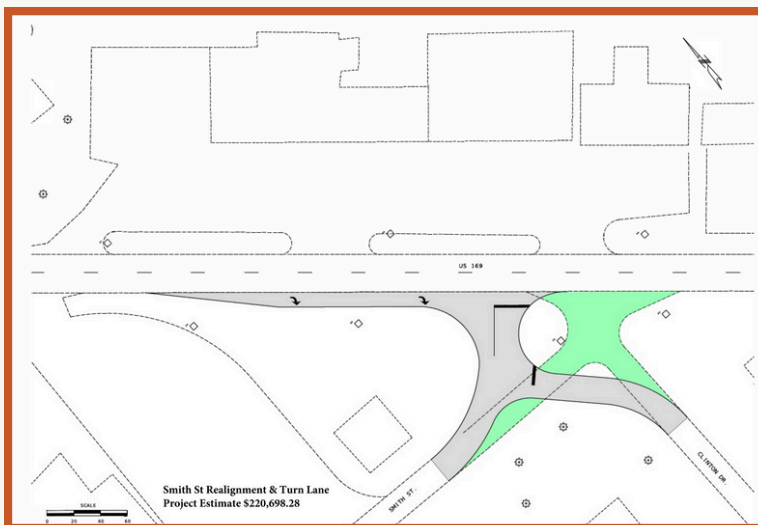 )
N
US 169
SMITH ST.
CLINTON DR.
Smith St Realignment & Turn Lane
Project Estimate $220,698.28
SCALE
0 20 40 60